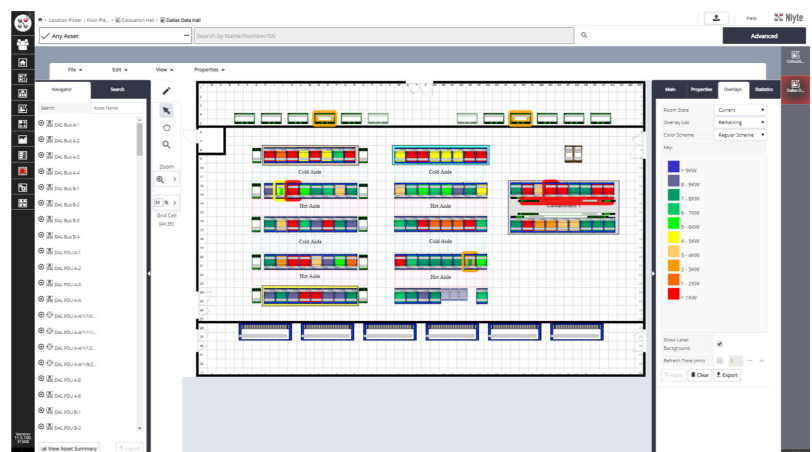 Location Picker | Floor Pla... › Colocation Hall › Dallas Data Hall
Help
Nlyte
Any Asset
Search by Name/Number/SN
Advanced
File
Edit
View
Properties
Navigator
Search
Search
Asset Name
DAL Bus A-1
DAL Bus A-2
DAL Bus A-3
DAL Bus A-4
DAL Bus B-1
DAL Bus B-2
DAL Bus B-3
DAL Bus B-4
DAL PDU A-1
DAL PDU A-2
DAL PDU A-3
DAL PDU A-4
DAL PDU A-5
DAL PDU A-6
DAL PDU B-1
DAL PDU B-2
View Asset Summary
Export
Version
Zoom
Grid Cell
Cold Aisle
Cold Aisle
Hot Aisle
Hot Aisle
Cold Aisle
Cold Aisle
Hot Aisle
Hot Aisle
Main
Properties
Overlays
Statistics
Room State
Current
Overlay List
Remaining
Color Scheme
Regular Scheme
Key:
> 9KW
8 - 9KW
7 - 8KW
6 - 7KW
5 - 6KW
4 - 5KW
3 - 4KW
2 - 3KW
1 - 2KW
< 1KW
Show Label
Background
Refresh Time (min)
Apply
Clear
Export
Colocati...
Dallas D...